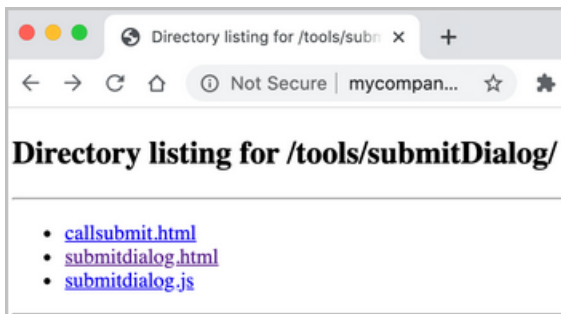 Directory listing for /tools/subm
Not Secure | mycompan...
Directory listing for /tools/submitDialog/
callsubmit.html
submitdialog.html
submitdialog.js